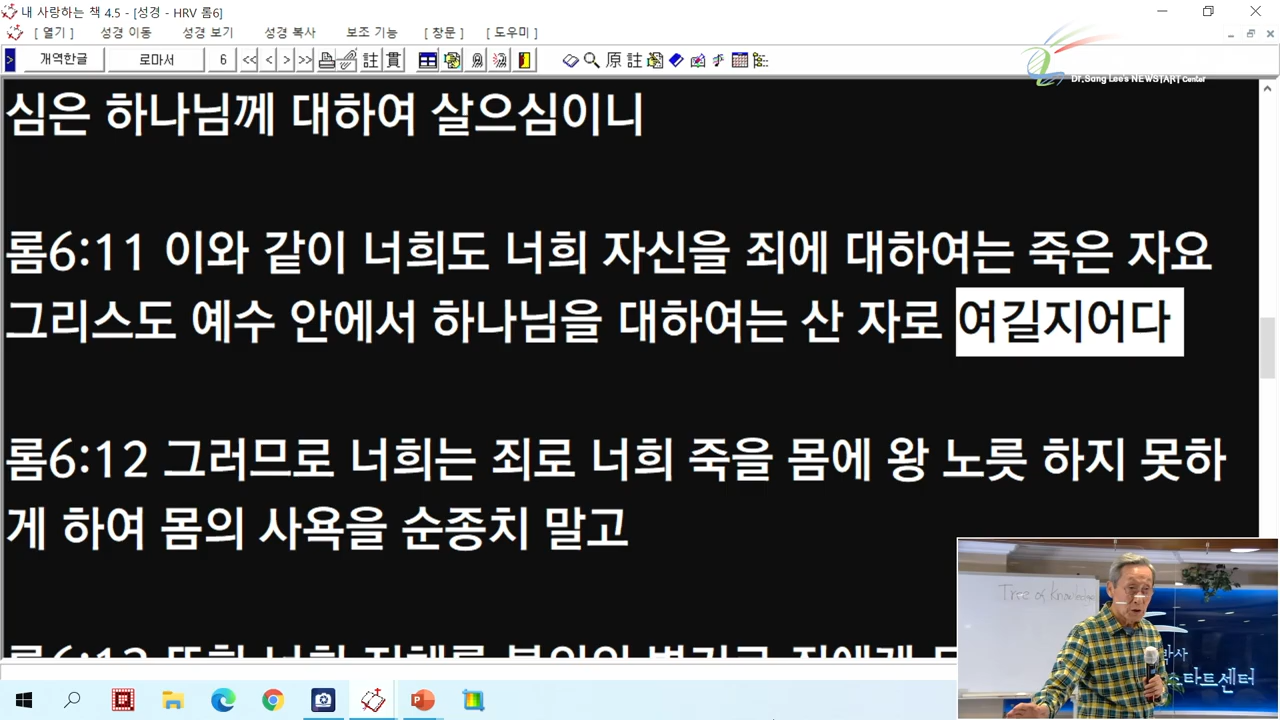 내 사랑하는 책 4.5 - [성경 - HRV 롬6]
[ 열기 ] 성경 이동 성경 보기 성경 복사 보조 기능 [ 창문 ] [ 도우미 ]
개역한글 로마서 6 << < > >> 註 貫 原 註
Dr.Sang Lee's NEWSTART Center
심은 하나님께 대하여 살으심이니
롬6:11 이와 같이 너희도 너희 자신을 죄에 대하여는 죽은 자요
그리스도 예수 안에서 하나님을 대하여는 산 자로 여길지어다
롬6:12 그러므로 너희는 죄로 너희 죽을 몸에 왕 노릇 하지 못하
게 하여 몸의 사욕을 순종치 말고
Tree of Knowledge
박사
스타트센터